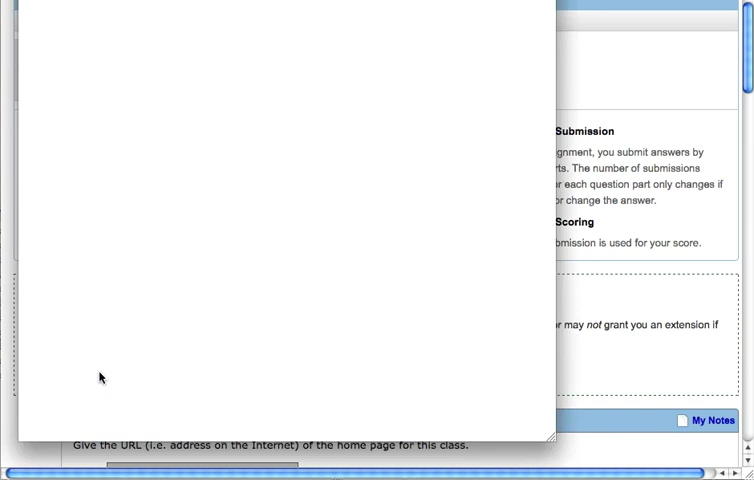 Submission
gnment, you submit answers by
rts. The number of submissions
r each question part only changes if
or change the answer.
Scoring
bmission is used for your score.
r may not grant you an extension if
My Notes
Give the URL (i.e. address on the Internet) of the home page for this class.